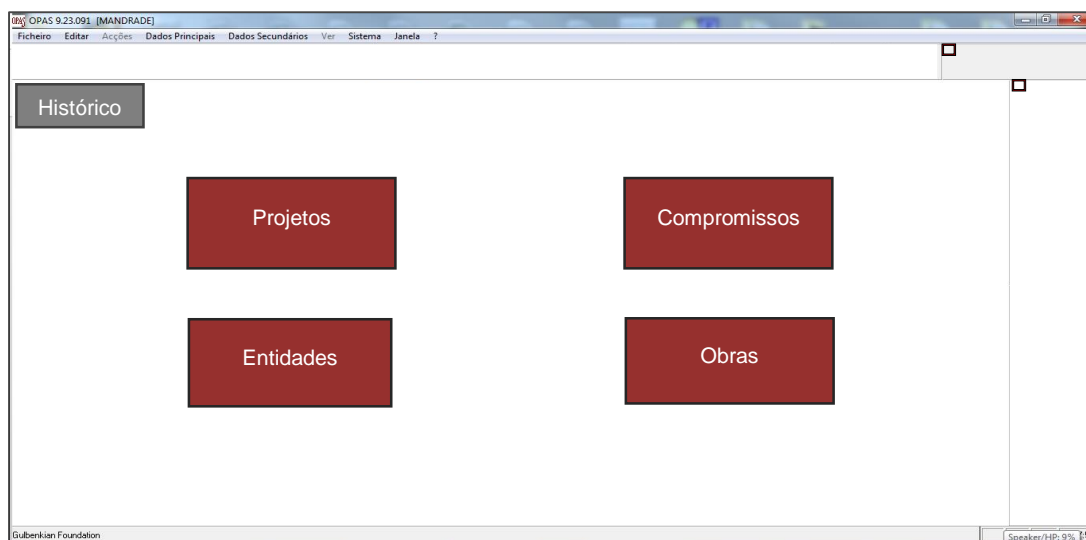 OPAS 9.23.091 [MANDRADE]
Ficheiro Editar Acções Dados Principais Dados Secundários Ver Sistema Janela ?
Histórico
Projetos Compromissos
Entidades Obras
Gulbenkian Foundation
Speaker/HP: 9%